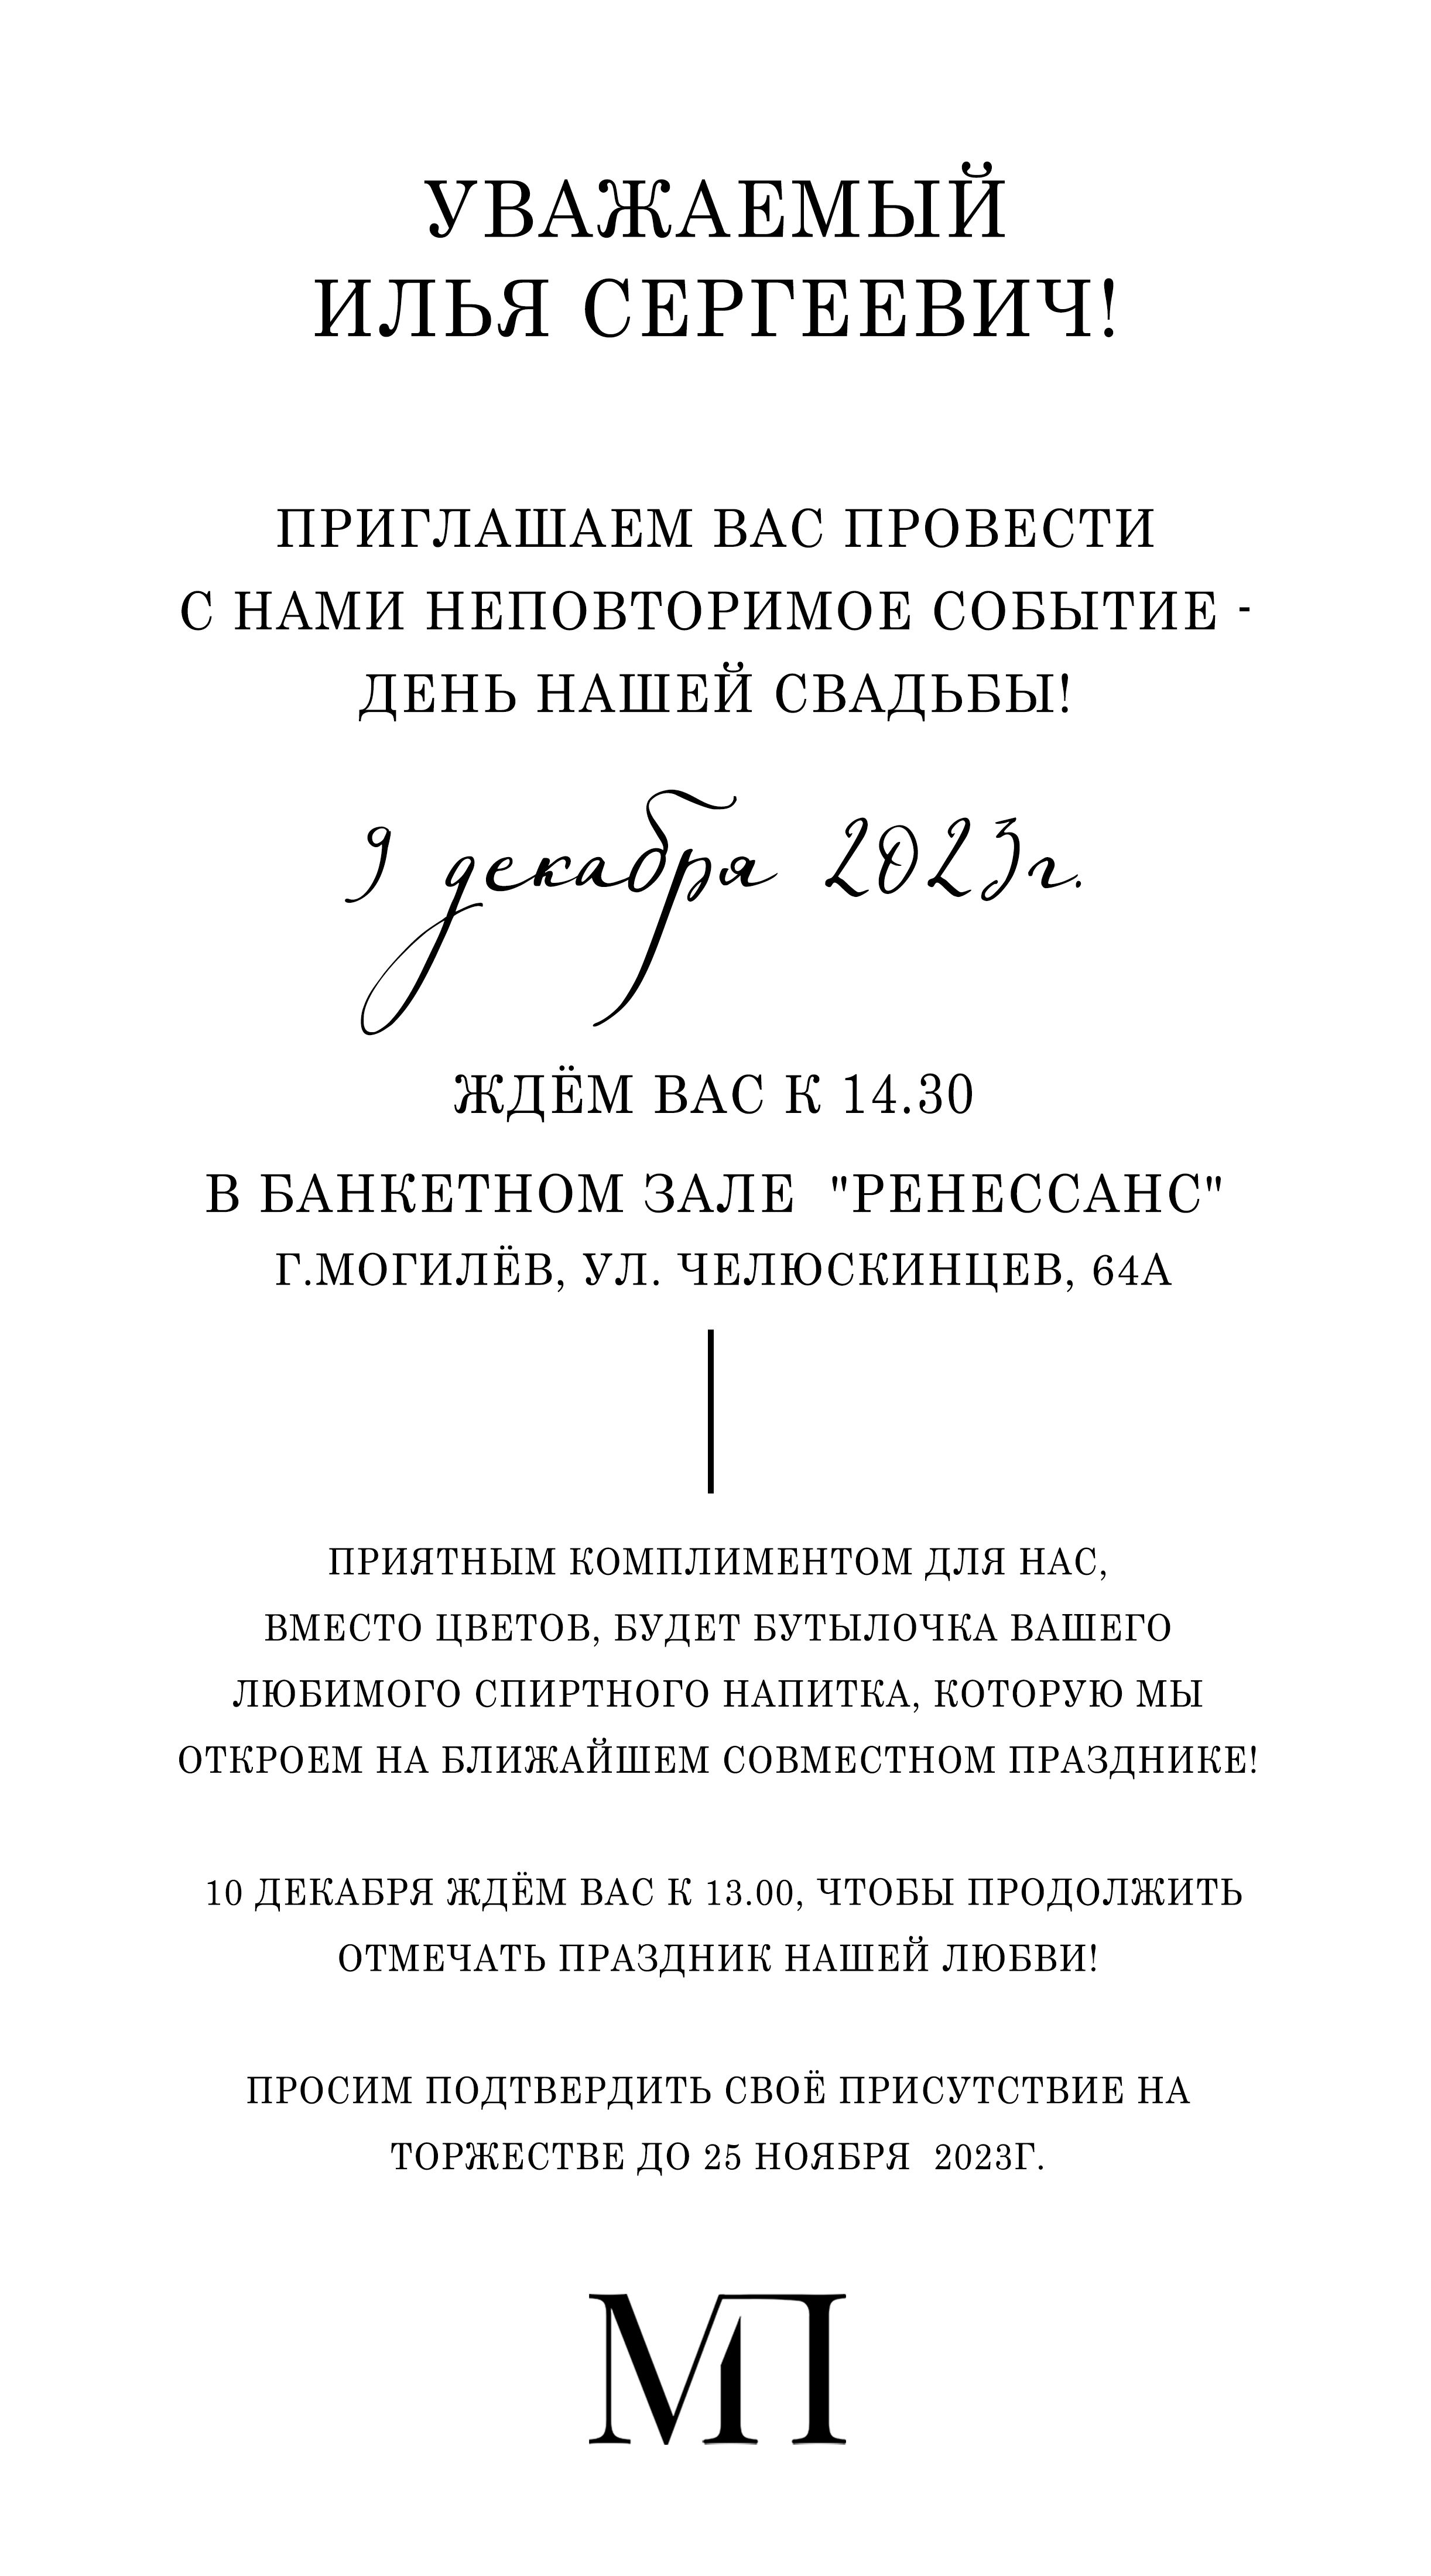 УВАЖАЕМЫЙ
ИЛЬЯ СЕРГЕЕВИЧ!
ПРИГЛАШАЕМ ВАС ПРОВЕСТИ
С НАМИ НЕПОВТОРИМОЕ СОБЫТИЕ -
ДЕНЬ НАШЕЙ СВАДЬБЫ!
9 декабря 2023г.
ЖДЁМ ВАС К 14.30
В БАНКЕТНОМ ЗАЛЕ "РЕНЕССАНС"
Г.МОГИЛЁВ, УЛ. ЧЕЛЮСКИНЦЕВ, 64А
ПРИЯТНЫМ КОМПЛИМЕНТОМ ДЛЯ НАС,
ВМЕСТО ЦВЕТОВ, БУДЕТ БУТЫЛОЧКА ВАШЕГО
ЛЮБИМОГО СПИРТНОГО НАПИТКА, КОТОРУЮ МЫ
ОТКРОЕМ НА БЛИЖАЙШЕМ СОВМЕСТНОМ ПРАЗДНИКЕ!
10 ДЕКАБРЯ ЖДЁМ ВАС К 13.00, ЧТОБЫ ПРОДОЛЖИТЬ
ОТМЕЧАТЬ ПРАЗДНИК НАШЕЙ ЛЮБВИ!
ПРОСИМ ПОДТВЕРДИТЬ СВОЁ ПРИСУТСТВИЕ НА
ТОРЖЕСТВЕ ДО 25 НОЯБРЯ 2023Г.
МП